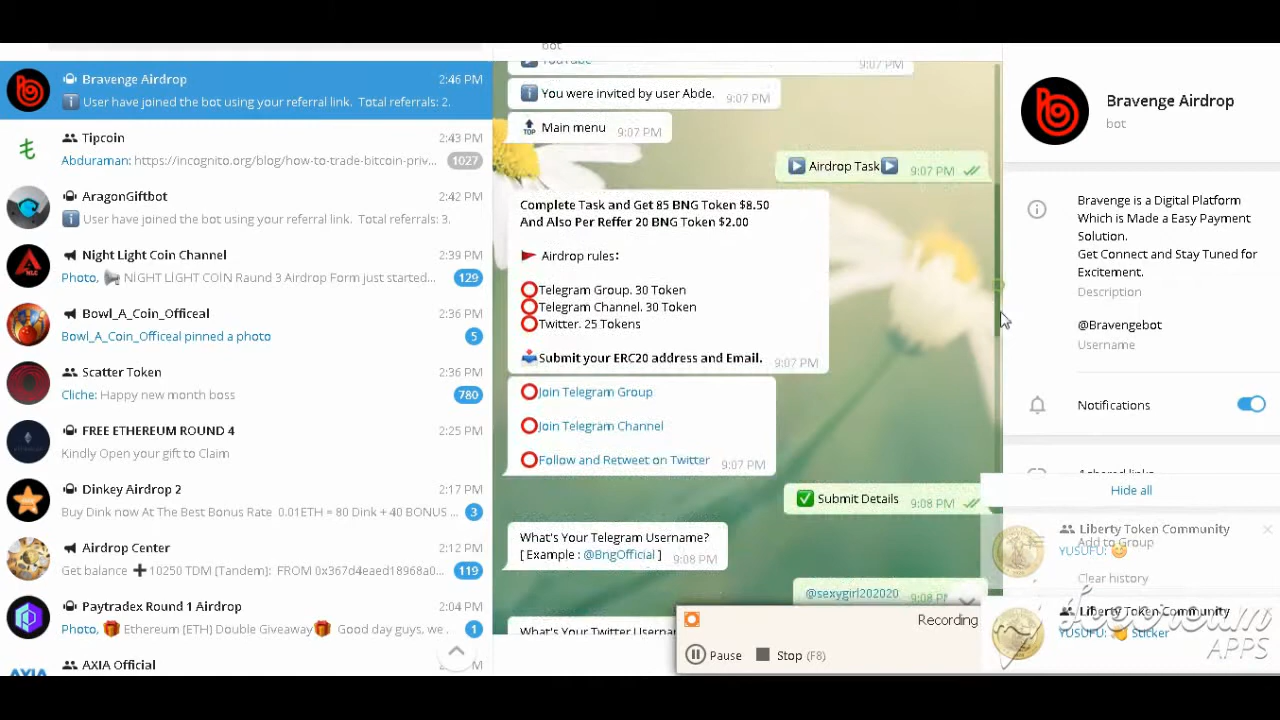 bot
Bravenge Airdrop 2:46 PM
User have joined the bot using your referral link. Total referrals: 2.
Tipcoin 2:43 PM
Abduraman: https://incognito.org/blog/how-to-trade-bitcoin-priv... 1027
AragonGiftbot 2:42 PM
User have joined the bot using your referral link. Total referrals: 3.
Night Light Coin Channel 2:39 PM
Photo, NİGHT LİGHT COİN Raund 3 Airdrop Form just started... 129
Bowl_A_Coin_Officeal 2:36 PM
Bowl_A_Coin_Officeal pinned a photo 5
Scatter Token 2:36 PM
Cliche: Happy new month boss 780
FREE ETHEREUM ROUND 4 2:25 PM
Kindly Open your gift to Claim
Dinkey Airdrop 2 2:17 PM
Buy Dink now At The Best Bonus Rate 0.01ETH = 80 Dink + 40 BONUS ... 3
Airdrop Center 2:12 PM
Get balance ➕ 10250 TDM (Tandem): FROM 0x367d4eaed18968a0... 119
Paytradex Round 1 Airdrop 2:04 PM
Photo, Ethereum (ETH) Double Giveaway Good day guys, we ... 1
AXIA Official
YouTube 9:07 PM
You were invited by user Abde. 9:07 PM
TOP Main menu 9:07 PM
Airdrop Task 9:07 PM
Complete Task and Get 85 BNG Token $8.50
And Also Per Reffer 20 BNG Token $2.00
Airdrop rules:
Telegram Group. 30 Token
Telegram Channel. 30 Token
Twitter. 25 Tokens
Submit your ERC20 address and Email. 9:07 PM
Join Telegram Group
Join Telegram Channel
Follow and Retweet on Twitter 9:07 PM
Submit Details 9:08 PM
What's Your Telegram Username?
[ Example : @BngOfficial ] 9:08 PM
@sexygirl202020 9:08 PM
What's Your Twitter
Recording
Pause Stop (F8)
Bravenge Airdrop
bot
Bravenge is a Digital Platform
Which is Made a Easy Payment
Solution.
Get Connect and Stay Tuned for
Excitement.
Description
@Bravengebot
Username
Notifications
Hide all
Liberty Token Community
Add to Group
YUSUFU:
Clear history
Liberty Token Community
YUSUFU: Sticker
Icecream
APPS